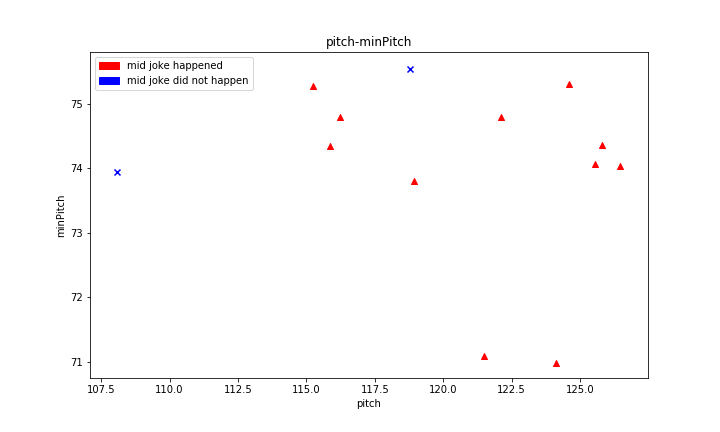 pitch-minPitch
mid joke happened
mid joke did not happen
75
74
73
72
71
minPitch
107.5 110.0 112.5 115.0 117.5 120.0 122.5 125.0
pitch